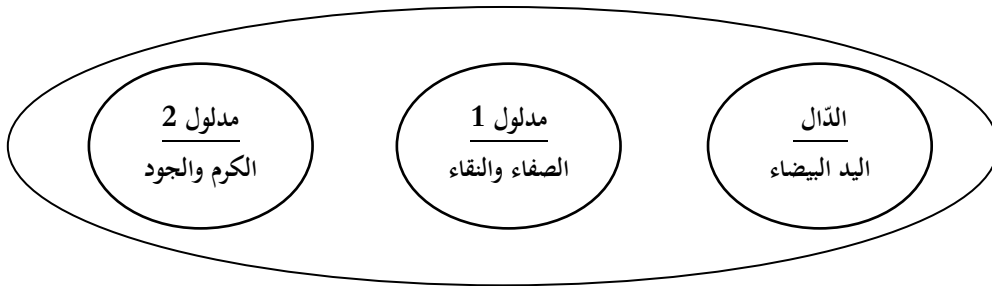 الدّال
اليد البيضاء
مدلول 1
الصفاء والنقاء
مدلول 2
الكرم والجود